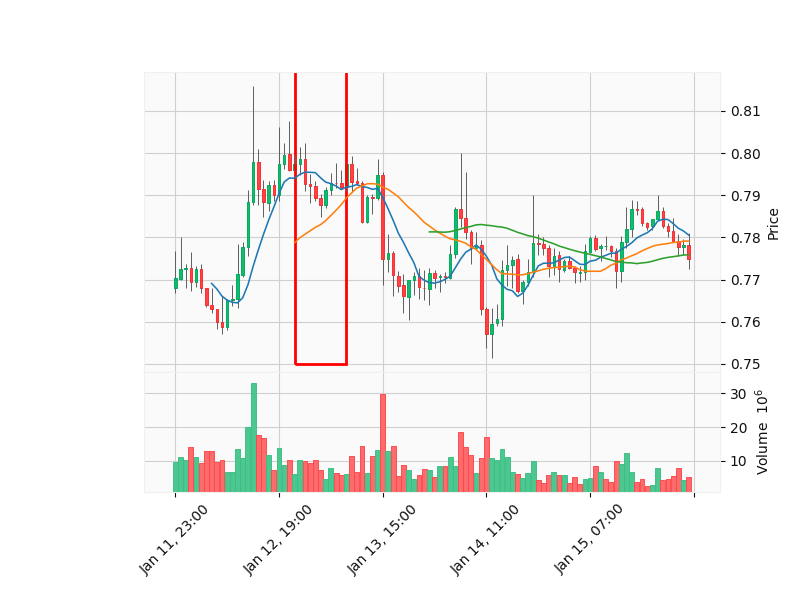 0.81
0.80
0.79
0.78
0.77
0.76
0.75
Price
30
20
10
Volume 10⁶
Jan 11, 23:00
Jan 12, 19:00
Jan 13, 15:00
Jan 14, 11:00
Jan 15, 07:00